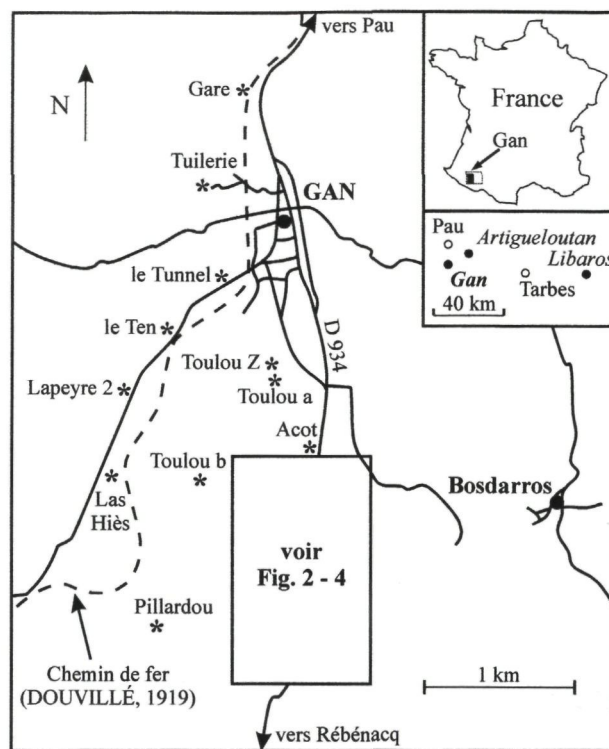 vers Pau
N
Gare
Tuilerie
GAN
le Tunnel
le Ten
D 934
Toulou Z
Lapeyre 2
Toulou a
Acot
Toulou b
Las
Hiès
Bosdarros
voir
Fig. 2 - 4
Pillardou
Chemin de fer
(DOUVILLÉ, 1919)
1 km
vers Rébénacq
France
Gan
Pau
Artigueloutan
Libaros
Gan
Tarbes
40 km